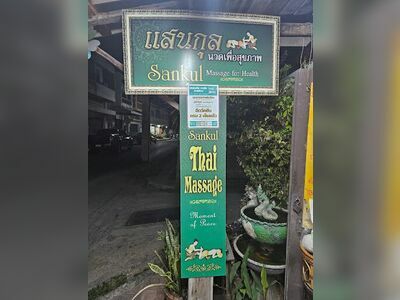 แสนกุล
นวดเพื่อสุขภาพ
Sankul Massage for Health
Sankul
Thai
Massage
Moment
of
Peace